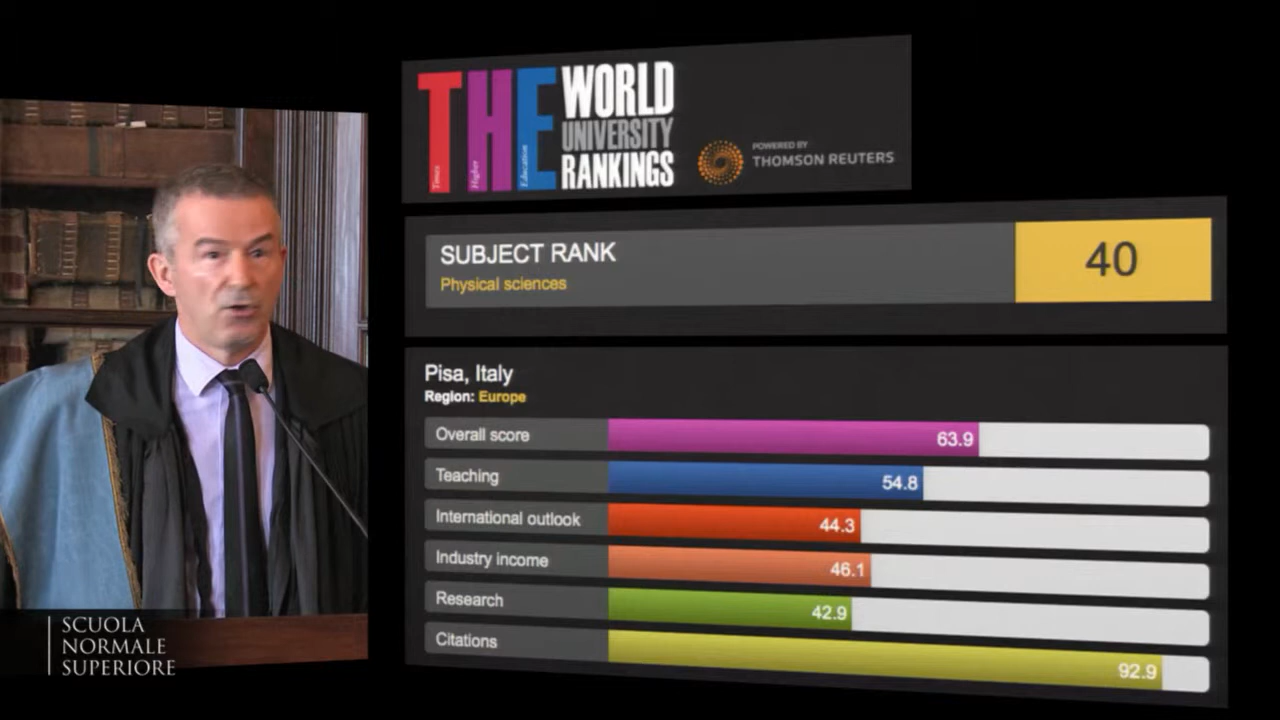 THE
Times
Higher
Education
WORLD
UNIVERSITY
RANKINGS
POWERED BY
THOMSON REUTERS
SUBJECT RANK
Physical sciences
40
Pisa, Italy
Region: Europe
Overall score 63.9
Teaching 54.8
International outlook 44.3
Industry income 46.1
Research 42.9
Citations 92.9
SCUOLA
NORMALE
SUPERIORE